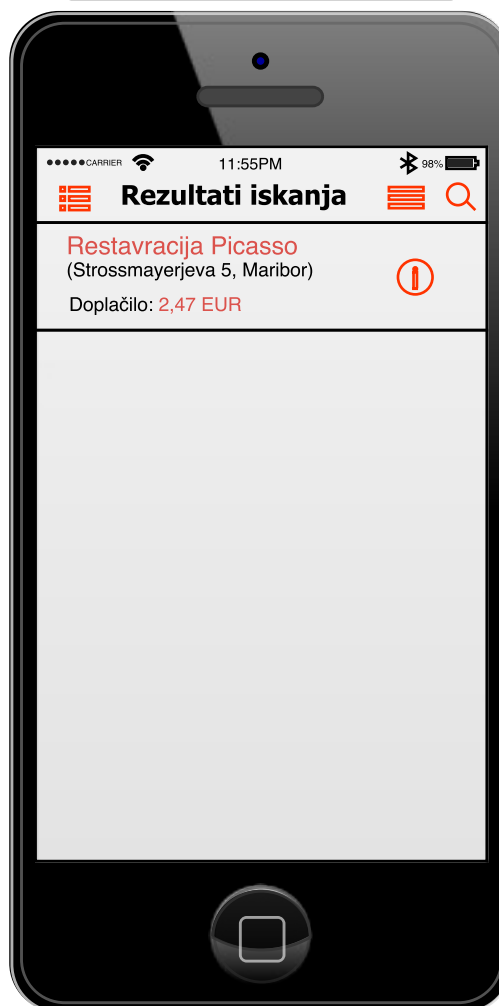 CARRIER 11:55PM 98%
Rezultati iskanja
Restavracija Picasso
(Strossmayerjeva 5, Maribor)
Doplačilo: 2,47 EUR